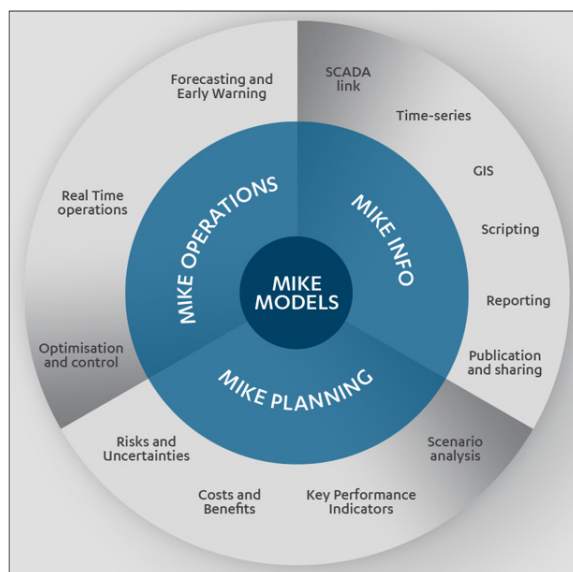 Forecasting and
Early Warning
SCADA
link
Time-series
GIS
Scripting
Reporting
Publication
and sharing
Scenario
analysis
Key Performance
Indicators
Costs and
Benefits
Risks and
Uncertainties
Optimisation
and control
Real Time
operations
MIKE OPERATIONS
MIKE INFO
MIKE PLANNING
MIKE
MODELS